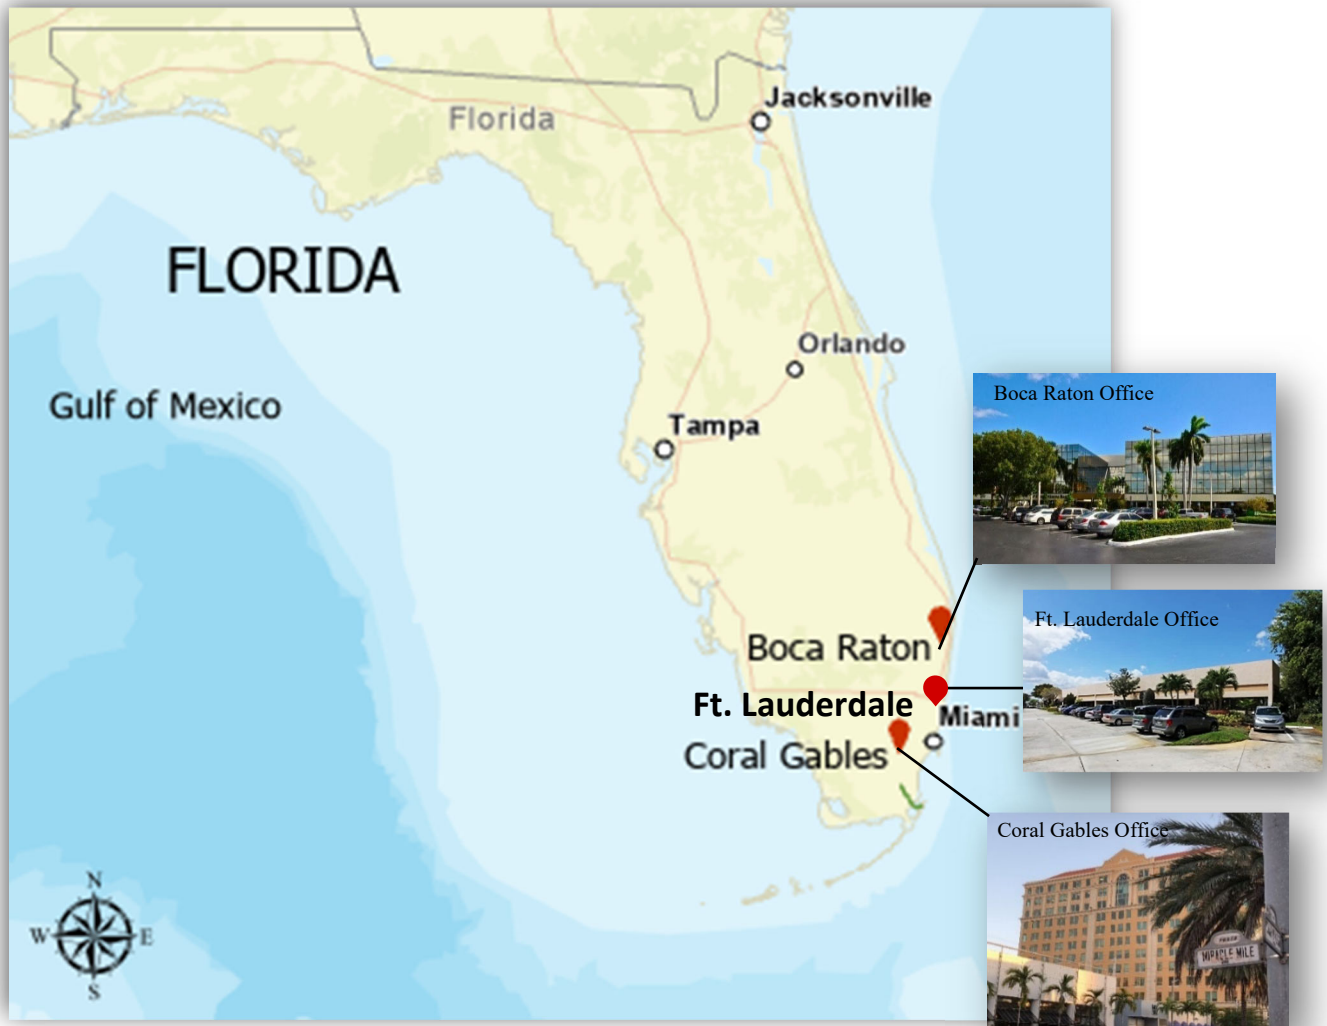 Jacksonville
Florida
FLORIDA
Orlando
Gulf of Mexico
Boca Raton Office
Tampa
Ft. Lauderdale Office
Boca Raton
Ft. Lauderdale
Miami
Coral Gables
Coral Gables Office
N
W
E
S
MIRACLE MILE